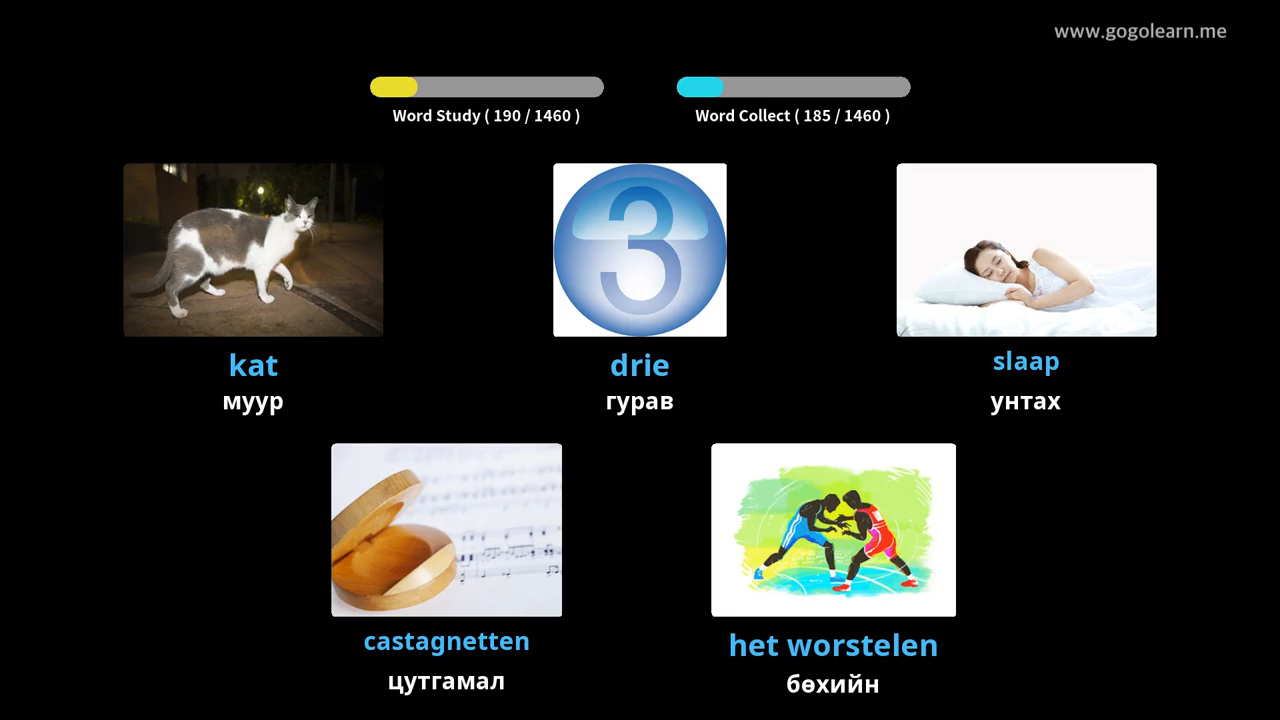 www.gogolearn.me
Word Study ( 190 / 1460 )
Word Collect ( 185 / 1460 )
3
kat
муур
drie
гурав
slaap
унтах
castagnetten
цутгамал
het worstelen
бөхийн